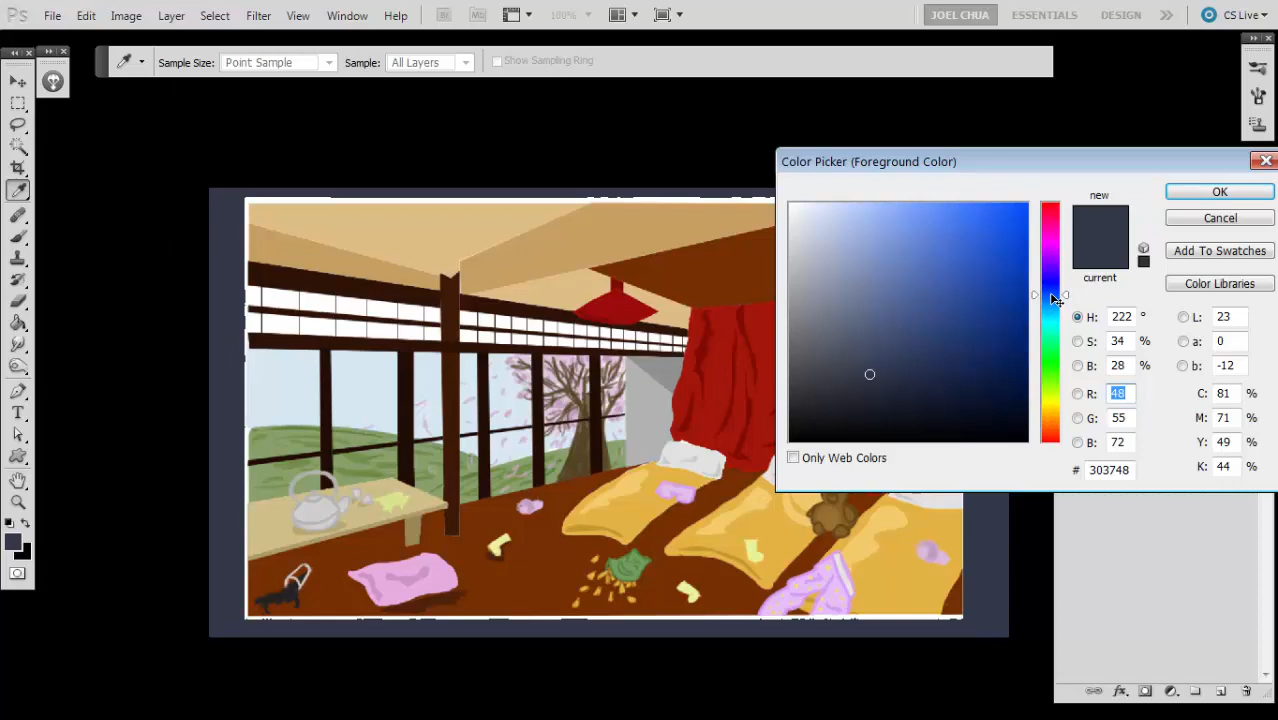 Ps File Edit Image Layer Select Filter View Window Help Br Mb 100% JOEL CHUA ESSENTIALS DESIGN CS Live
Sample Size: Point Sample Sample: All Layers Show Sampling Ring
Color Picker (Foreground Color)
new
OK
Cancel
Add To Swatches
current
Color Libraries
H: 222 ° L: 23
S: 34 % a: 0
B: 28 % b: -12
R: 48 C: 81 %
G: 55 M: 71 %
B: 72 Y: 49 %
# 303748 K: 44 %
Only Web Colors
T
fx